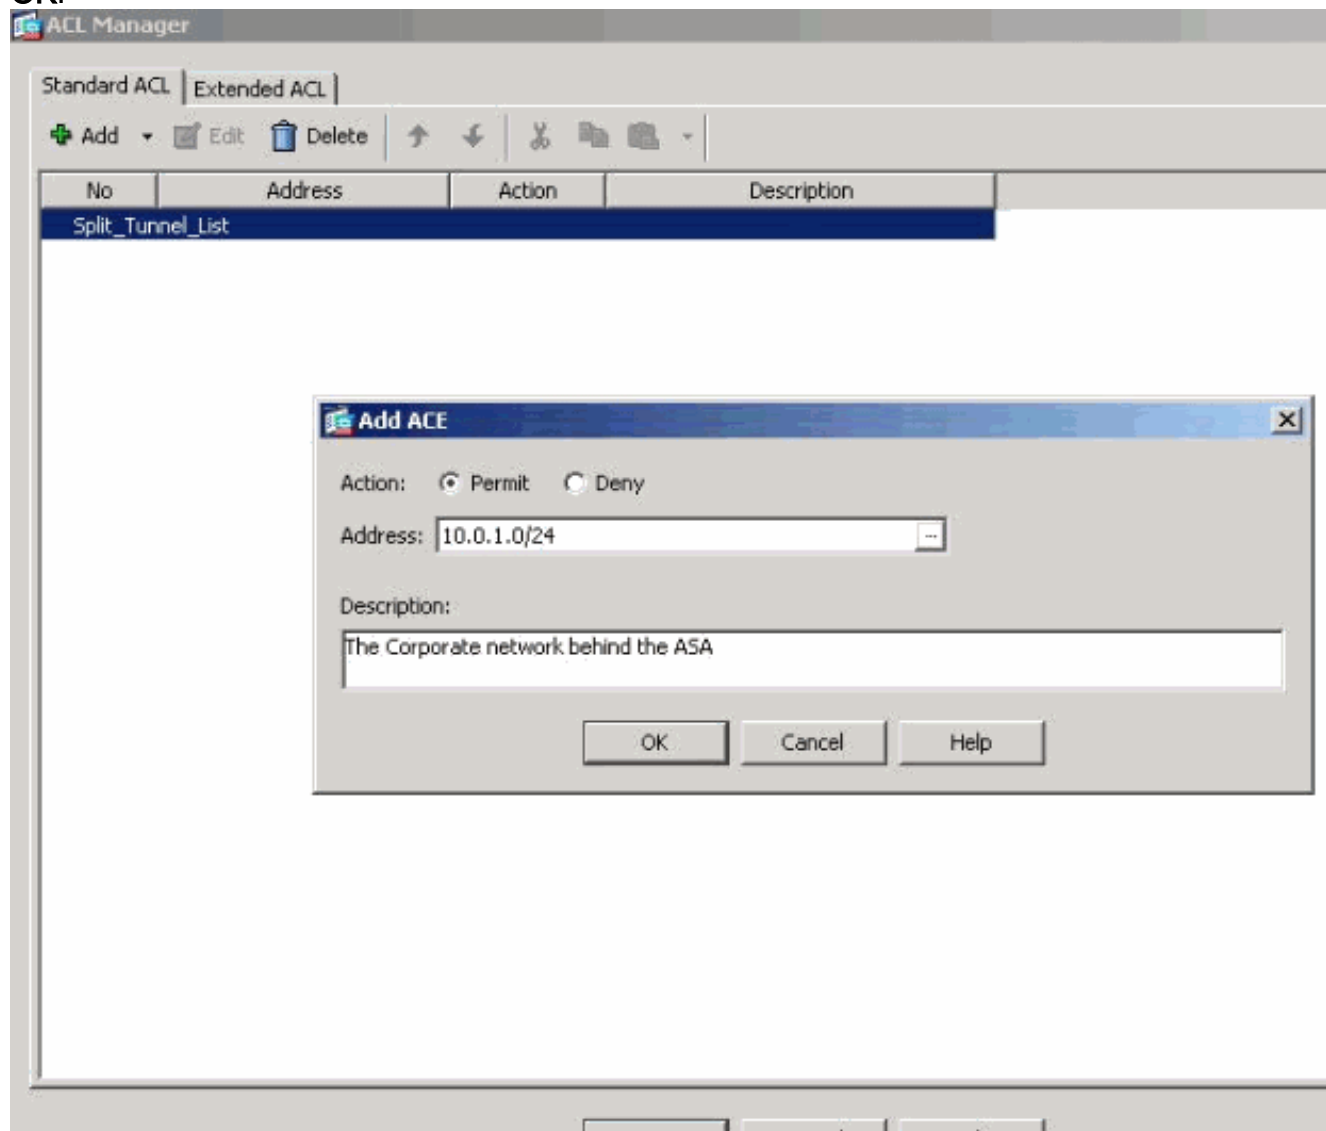 OK.
ACL Manager
Standard ACL Extended ACL
Add Edit Delete
No Address Action Description
Split_Tunnel_List
Add ACE
Action: Permit Deny
Address: 10.0.1.0/24 ...
Description:
The Corporate network behind the ASA
OK Cancel Help